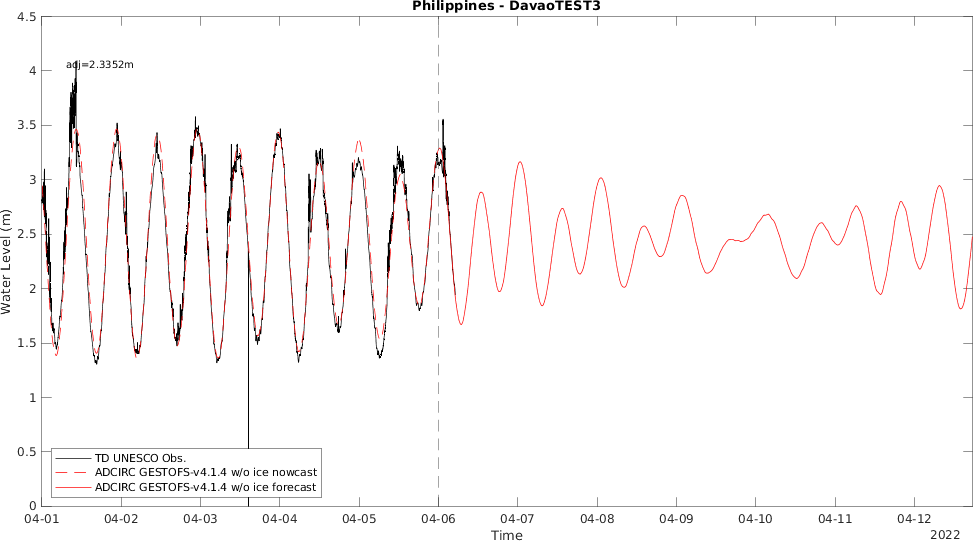 Philippines - DavaoTEST3
4.5
4
3.5
3
2.5
2
1.5
1
0.5
0
Water Level (m)
adj=2.3352m
TD UNESCO Obs.
ADCIRC GESTOFS-v4.1.4 w/o ice nowcast
ADCIRC GESTOFS-v4.1.4 w/o ice forecast
04-01 04-02 04-03 04-04 04-05 04-06 04-07 04-08 04-09 04-10 04-11 04-12
Time
2022